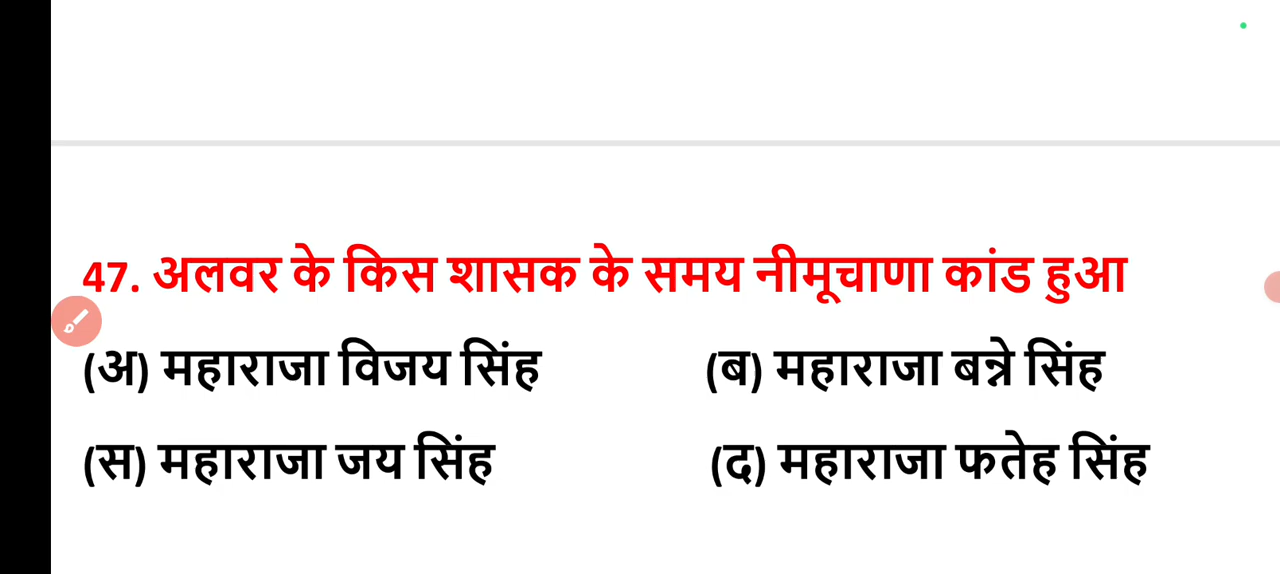 47. अलवर के किस शासक के समय नीमूचाणा कांड हुआ
(अ) महाराजा विजय सिंह (ब) महाराजा बन्ने सिंह
(स) महाराजा जय सिंह (द) महाराजा फतेह सिंह